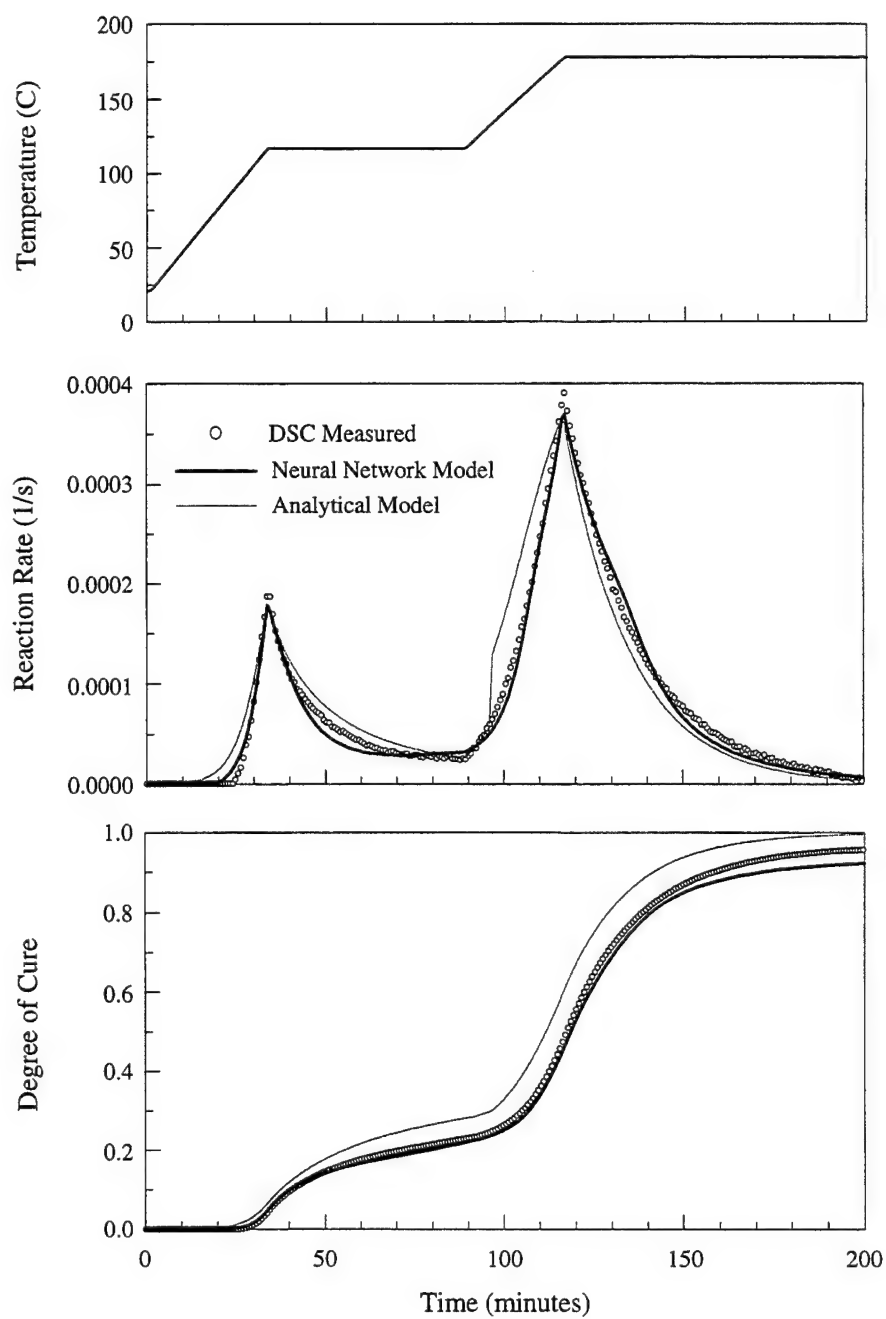 Temperature (C)
200
150
100
50
0
Reaction Rate (1/s)
0.0004
0.0003
0.0002
0.0001
0.0000
DSC Measured
Neural Network Model
Analytical Model
Degree of Cure
1.0
0.8
0.6
0.4
0.2
0.0
0 50 100 150 200
Time (minutes)